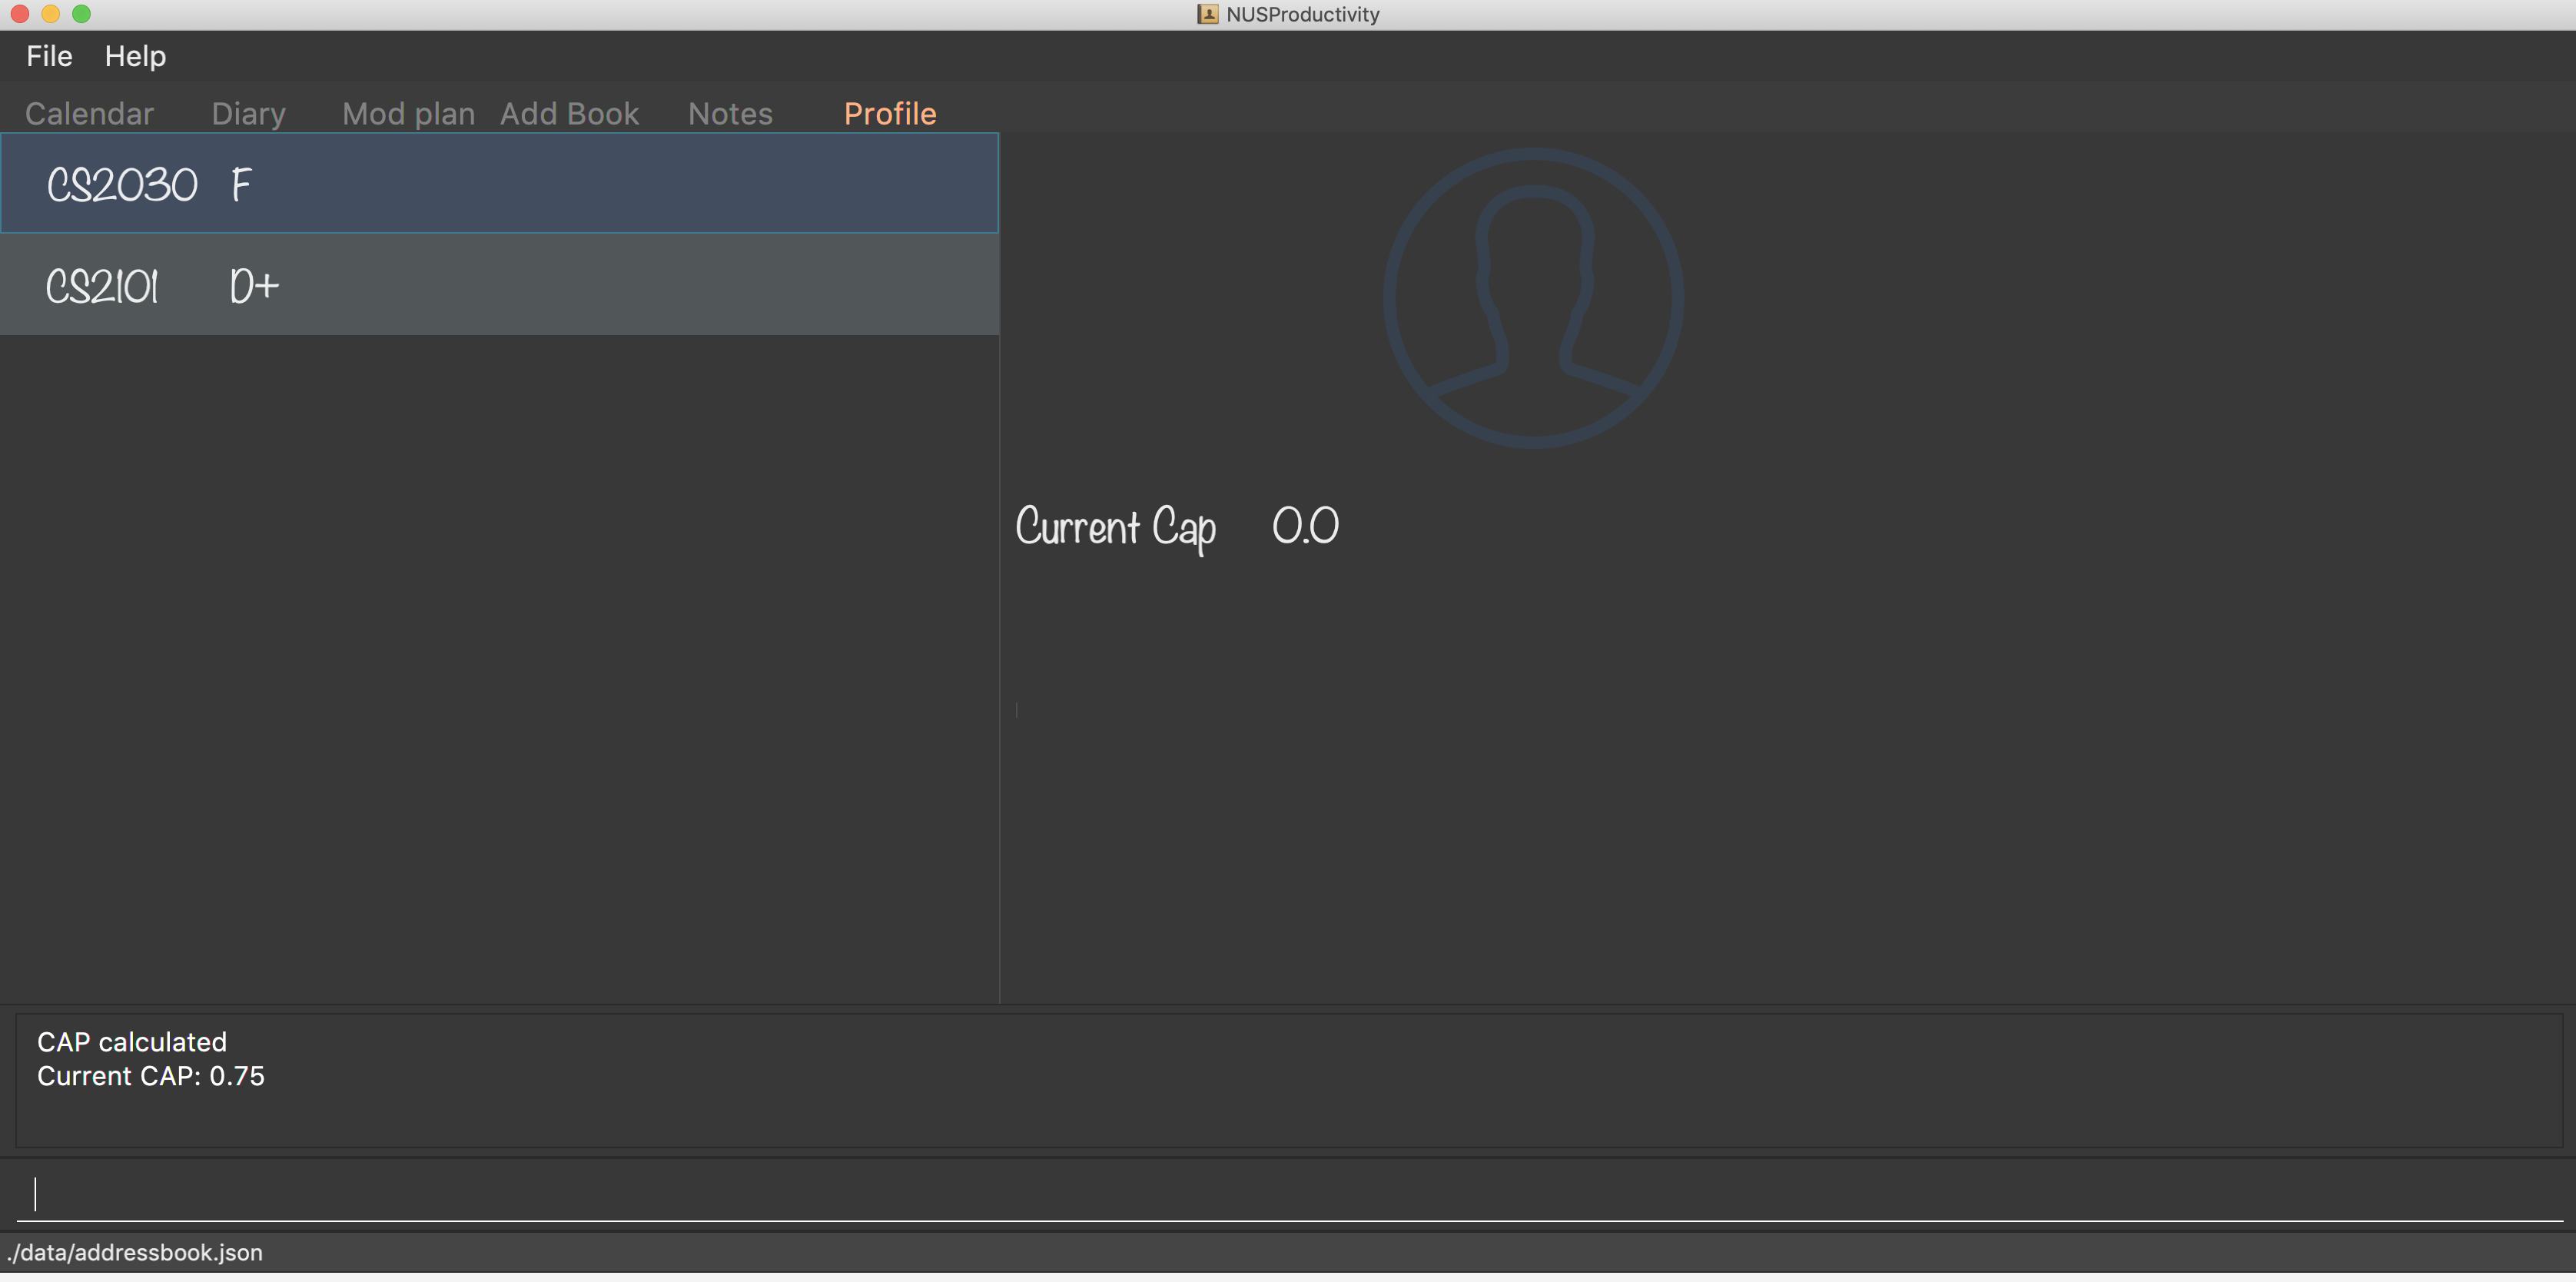 NUSProductivity
File Help
Calendar Diary Mod plan Add Book Notes Profile
CS2030 F
CS2101 D+
Current Cap 0.0
CAP calculated
Current CAP: 0.75
./data/addressbook.json